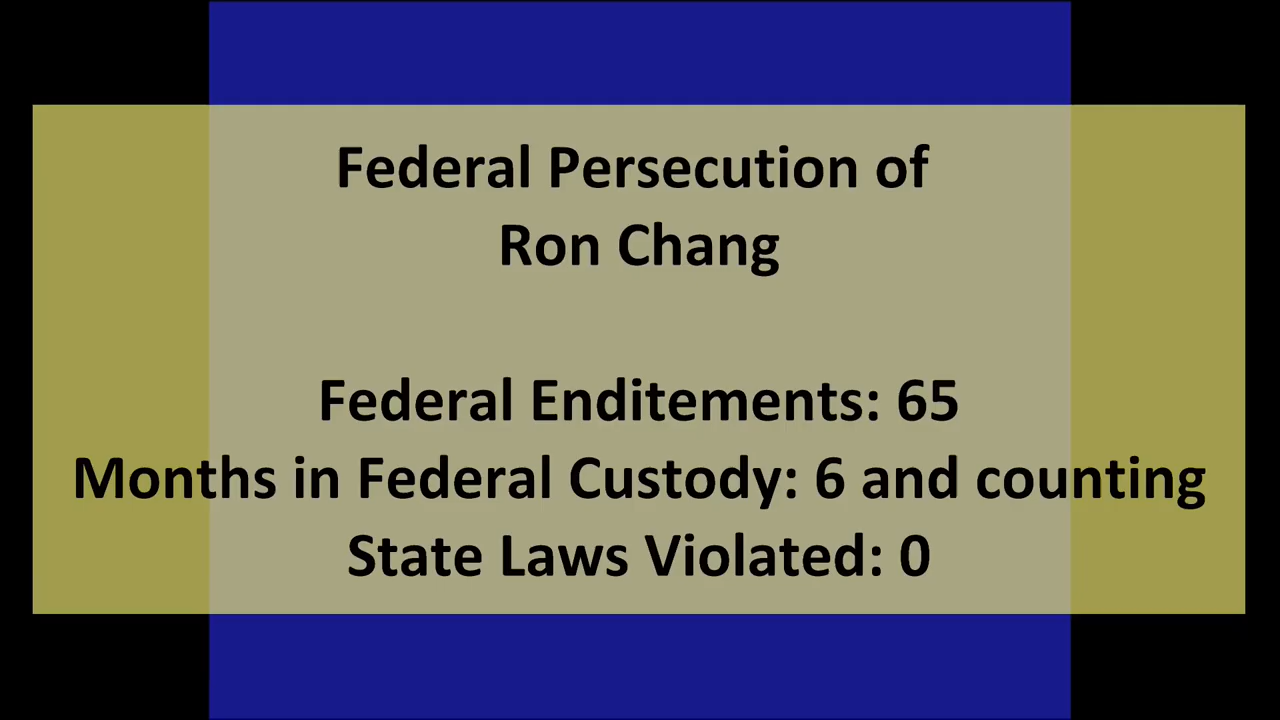 Federal Persecution of
Ron Chang
Federal Enditements: 65
Months in Federal Custody: 6 and counting
State Laws Violated: 0